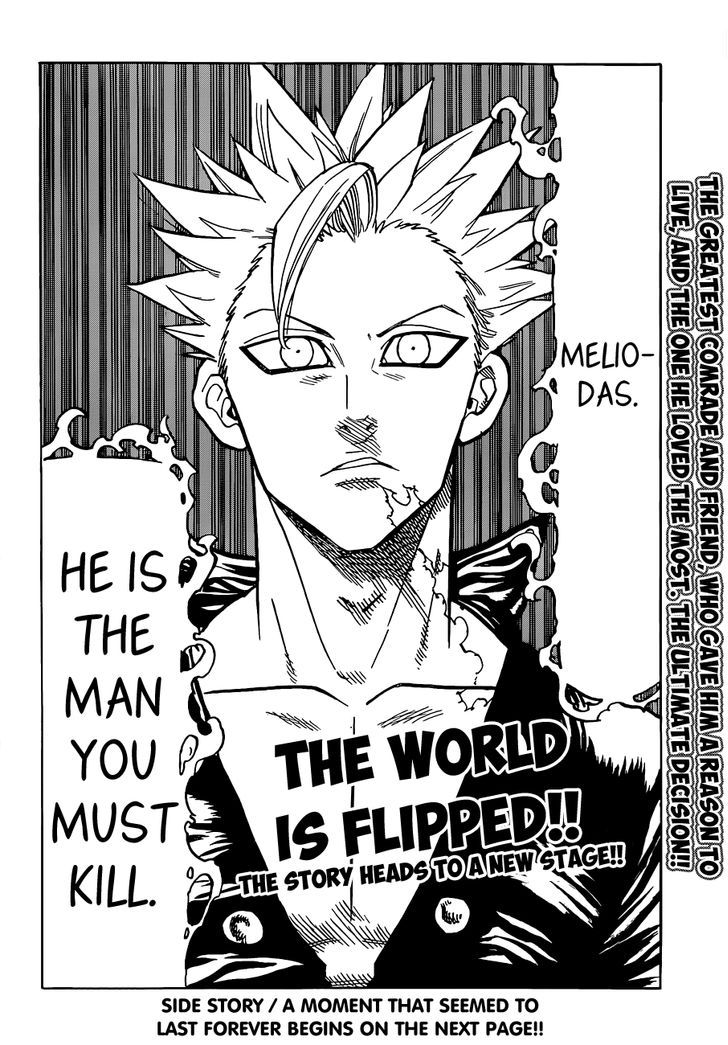 MELIO-
DAS.
HE IS
THE
MAN
YOU
MUST
KILL.
THE GREATEST COMRADE AND FRIEND, WHO GAVE HIM A REASON TO
LIVE, AND THE ONE HE LOVED THE MOST. THE ULTIMATE DECISION!!
THE WORLD
IS FLIPPED!!
THE STORY HEADS TO A NEW STAGE!!
SIDE STORY / A MOMENT THAT SEEMED TO
LAST FOREVER BEGINS ON THE NEXT PAGE!!